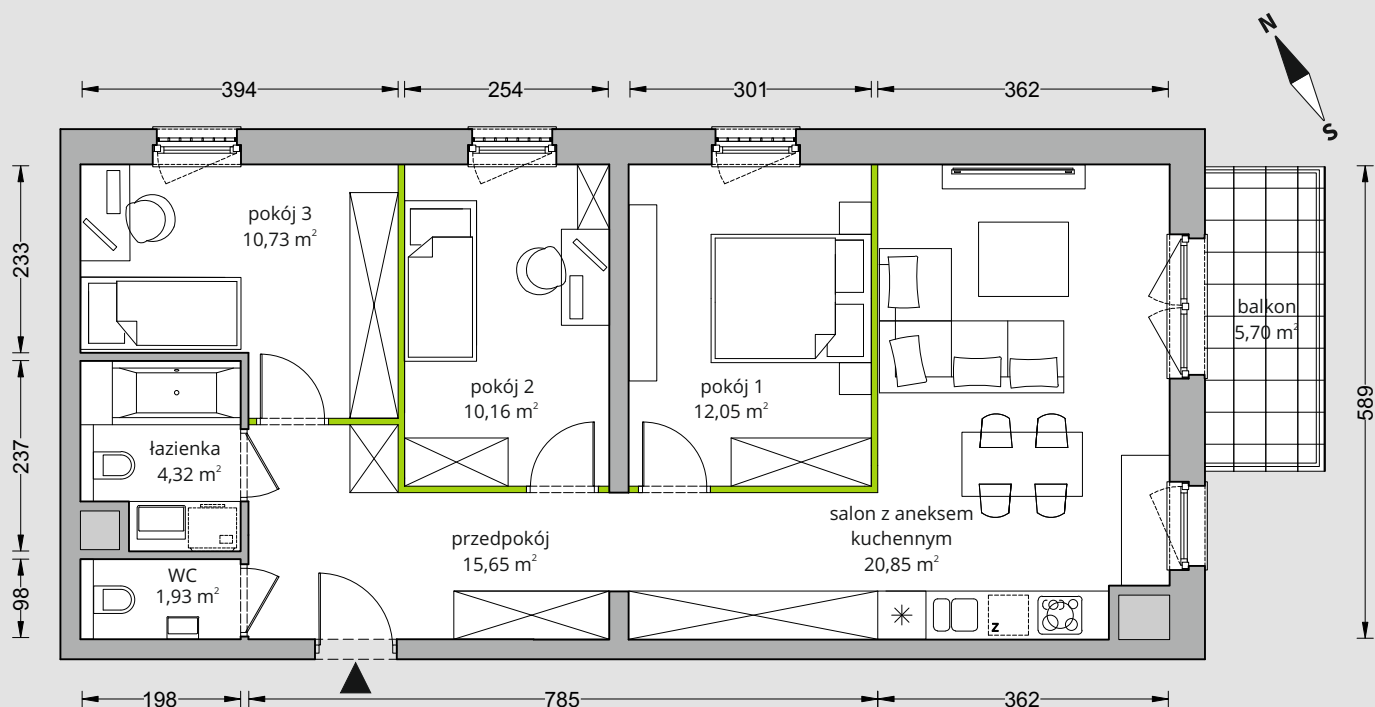 N
S
394
254
301
362
233
237
98
589
pokój 3
10,73 m²
pokój 2
10,16 m²
pokój 1
12,05 m²
balkon
5,70 m²
łazienka
4,32 m²
przedpokój
15,65 m²
salon z aneksem
kuchennym
20,85 m²
WC
1,93 m²
z
198
785
362